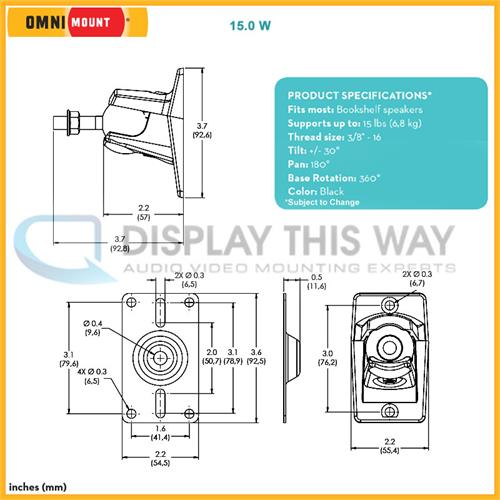 OMNIMOUNT
15.0 W
PRODUCT SPECIFICATIONS*
Fits most: Bookshelf speakers
Supports up to: 15 lbs (6,8 kg)
Thread size: 3/8" - 16
Tilt: +/- 30°
Pan: 180°
Base Rotation: 360°
Color: Black
*Subject to Change
3.7
(92,6)
2.2
(57)
3.7
(92,8)
DISPLAY THIS WAY
AUDIO VIDEO MOUNTING EXPERTS
2X Ø 0.3
(6,5)
0.5
(11,6)
2X Ø 0.3
(6,7)
Ø 0.4
(9,6)
3.1
(79,6)
4X Ø 0.3
(6,5)
2.0
(50,7)
3.1
(78,9)
3.6
(92,5)
3.0
(76,2)
1.6
(41,4)
2.2
(54,5)
2.2
(55,4)
inches (mm)